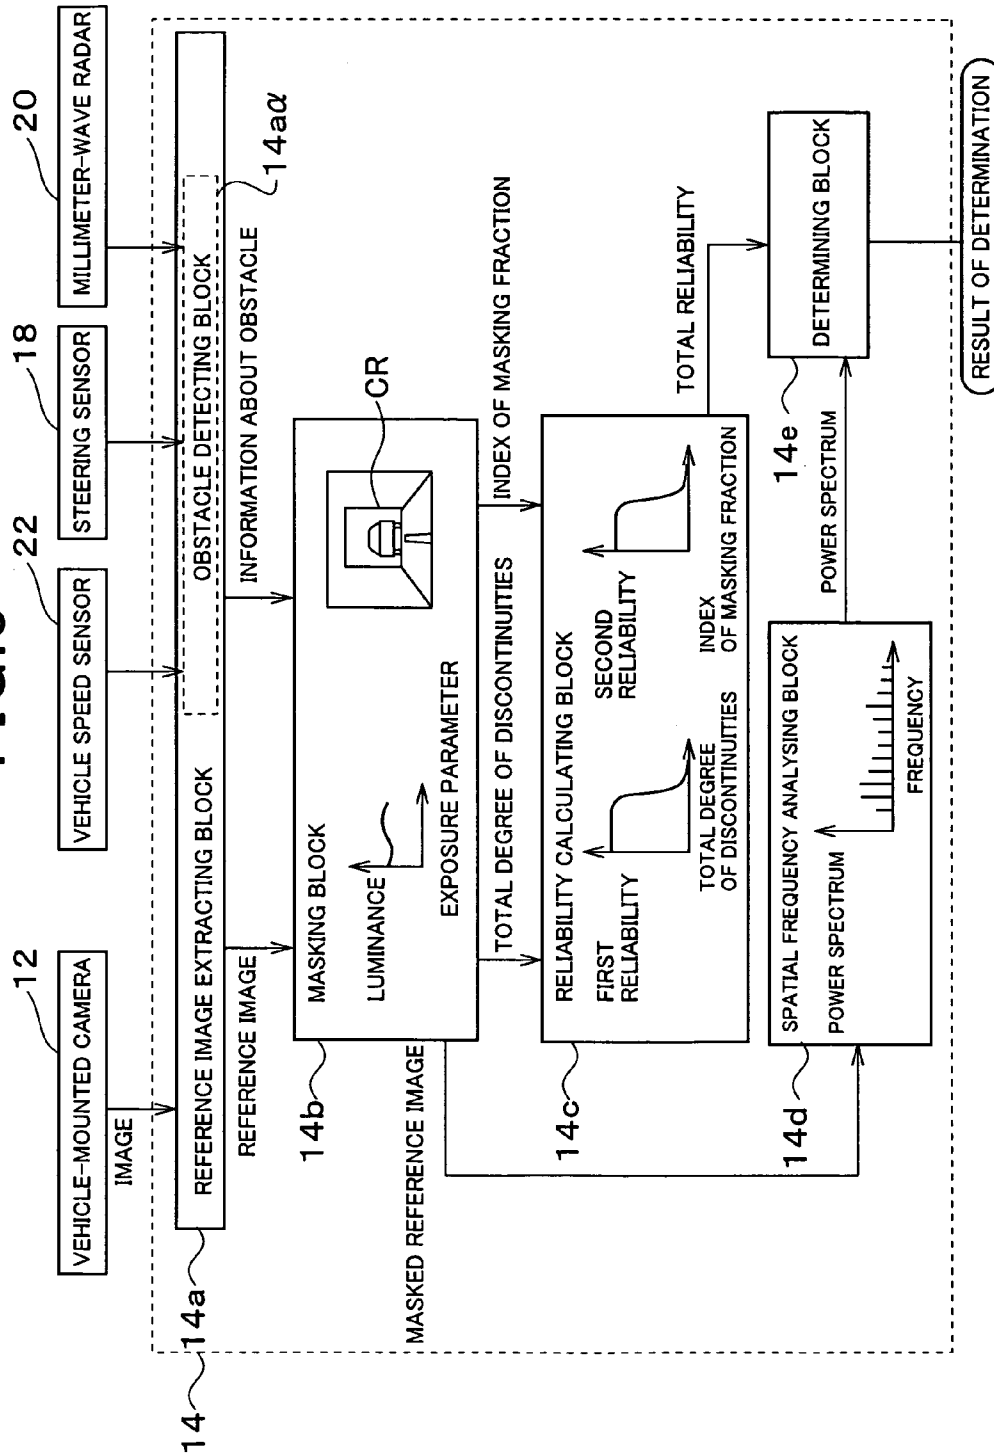 12
VEHICLE-MOUNTED CAMERA
22
VEHICLE SPEED SENSOR
18
STEERING SENSOR
20
MILLIMETER-WAVE RADAR
IMAGE
14
14a
REFERENCE IMAGE EXTRACTING BLOCK
OBSTACLE DETECTING BLOCK
14aα
REFERENCE IMAGE
INFORMATION ABOUT OBSTACLE
14b
MASKING BLOCK
LUMINANCE
EXPOSURE PARAMETER
CR
MASKED REFERENCE IMAGE
TOTAL DEGREE OF DISCONTINUITIES
INDEX OF MASKING FRACTION
14c
RELIABILITY CALCULATING BLOCK
FIRST
RELIABILITY
TOTAL DEGREE
OF DISCONTINUITIES
SECOND
RELIABILITY
INDEX
OF MASKING FRACTION
TOTAL RELIABILITY
14d
SPATIAL FREQUENCY ANALYSING BLOCK
POWER SPECTRUM
FREQUENCY
POWER SPECTRUM
14e
DETERMINING BLOCK
RESULT OF DETERMINATION